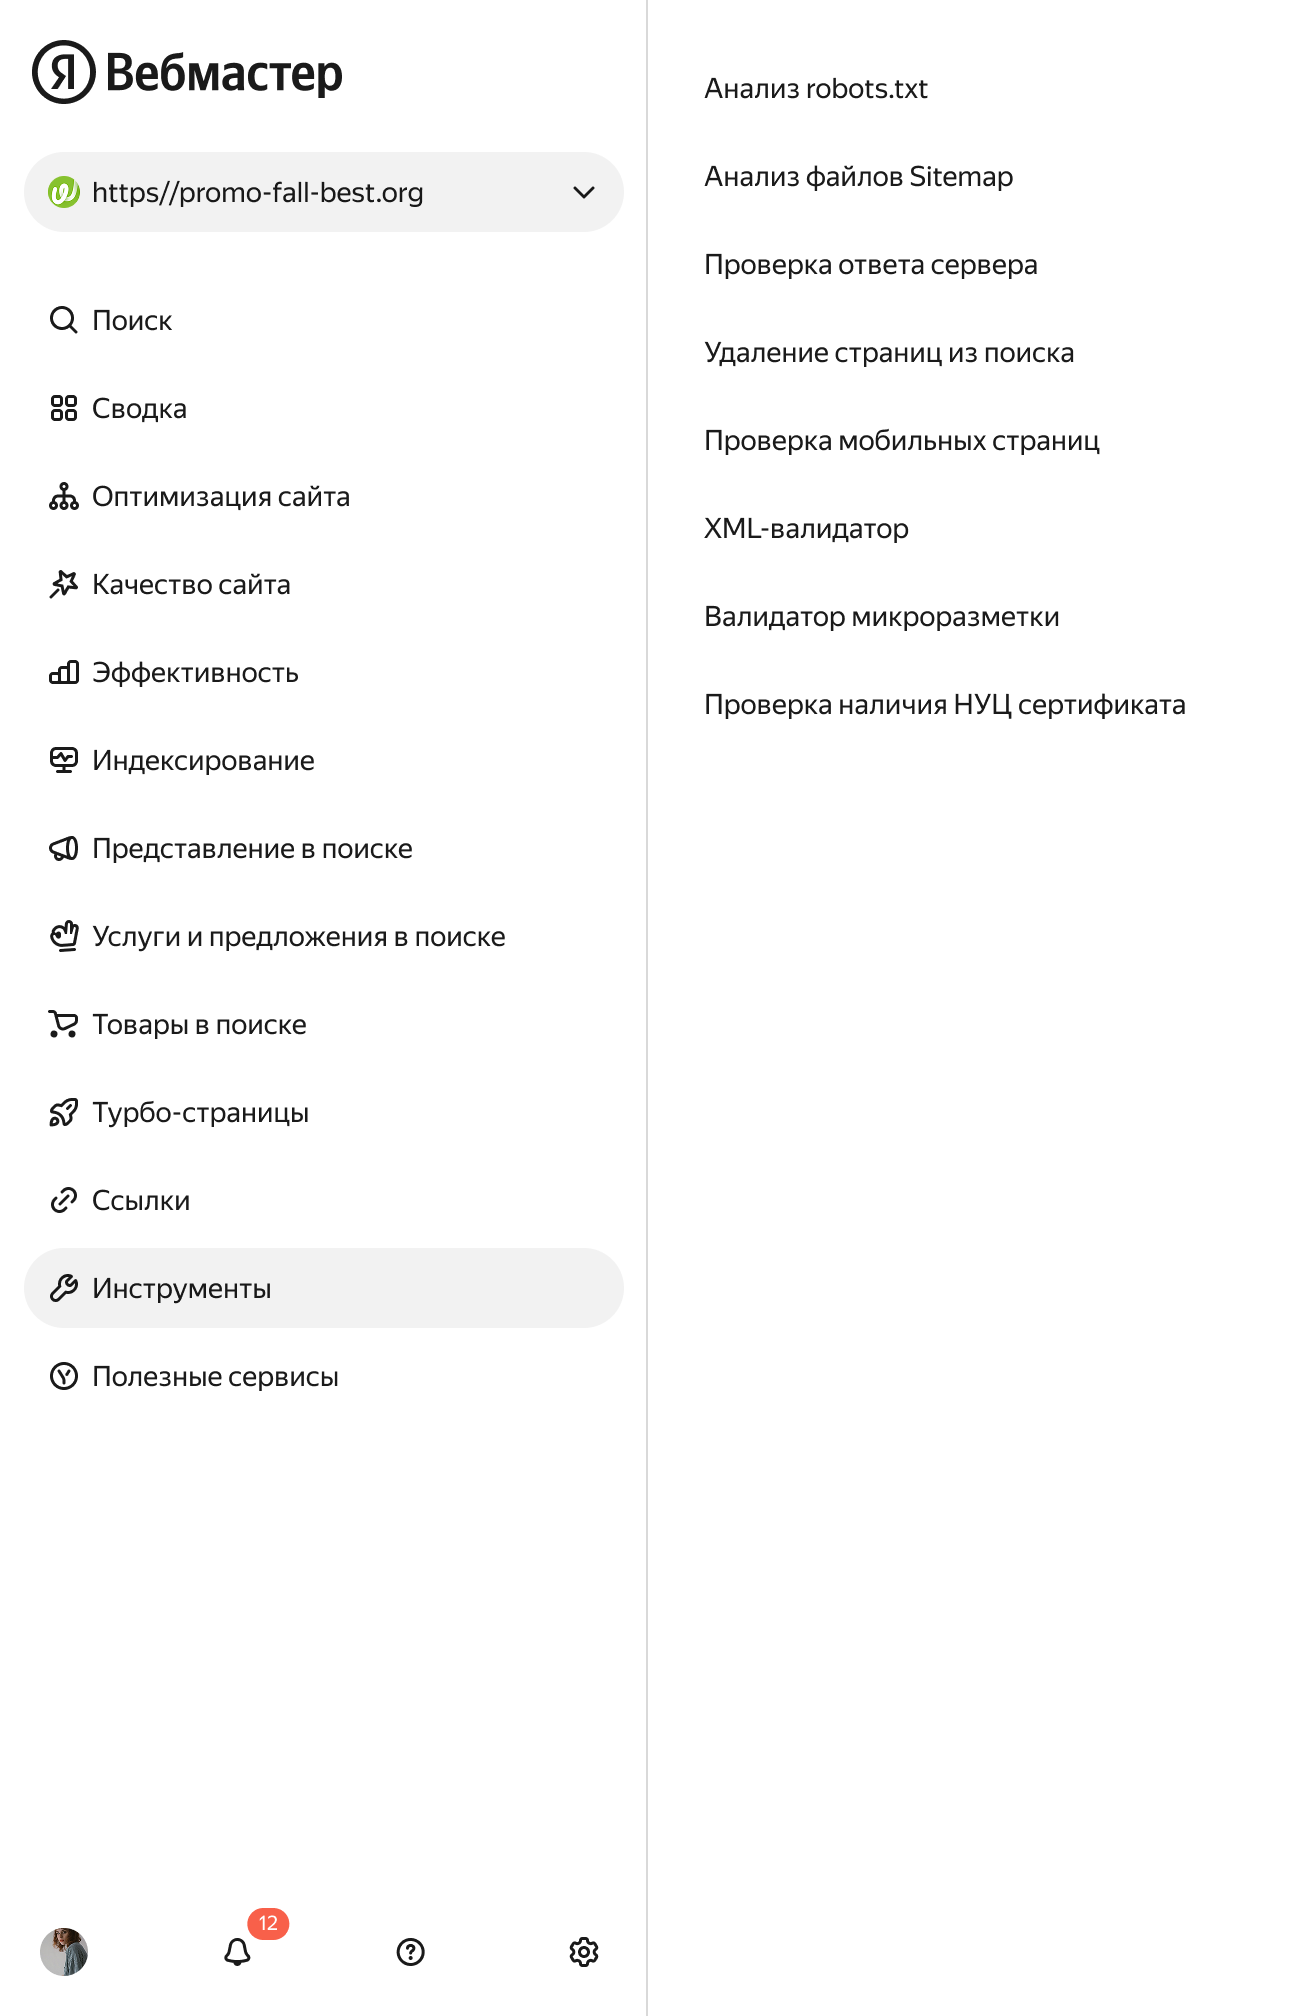 Я Вебмастер
https//promo-fall-best.org
Поиск
Сводка
Оптимизация сайта
Качество сайта
Эффективность
Индексирование
Представление в поиске
Услуги и предложения в поиске
Товары в поиске
Турбо-страницы
Ссылки
Инструменты
Полезные сервисы
12
Анализ robots.txt
Анализ файлов Sitemap
Проверка ответа сервера
Удаление страниц из поиска
Проверка мобильных страниц
XML-валидатор
Валидатор микроразметки
Проверка наличия НУЦ сертификата